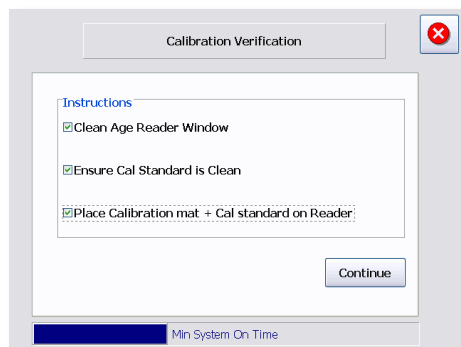 Calibration Verification
Instructions
Clean Age Reader Window
Ensure Cal Standard is Clean
Place Calibration mat + Cal standard on Reader
Continue
Min System On Time